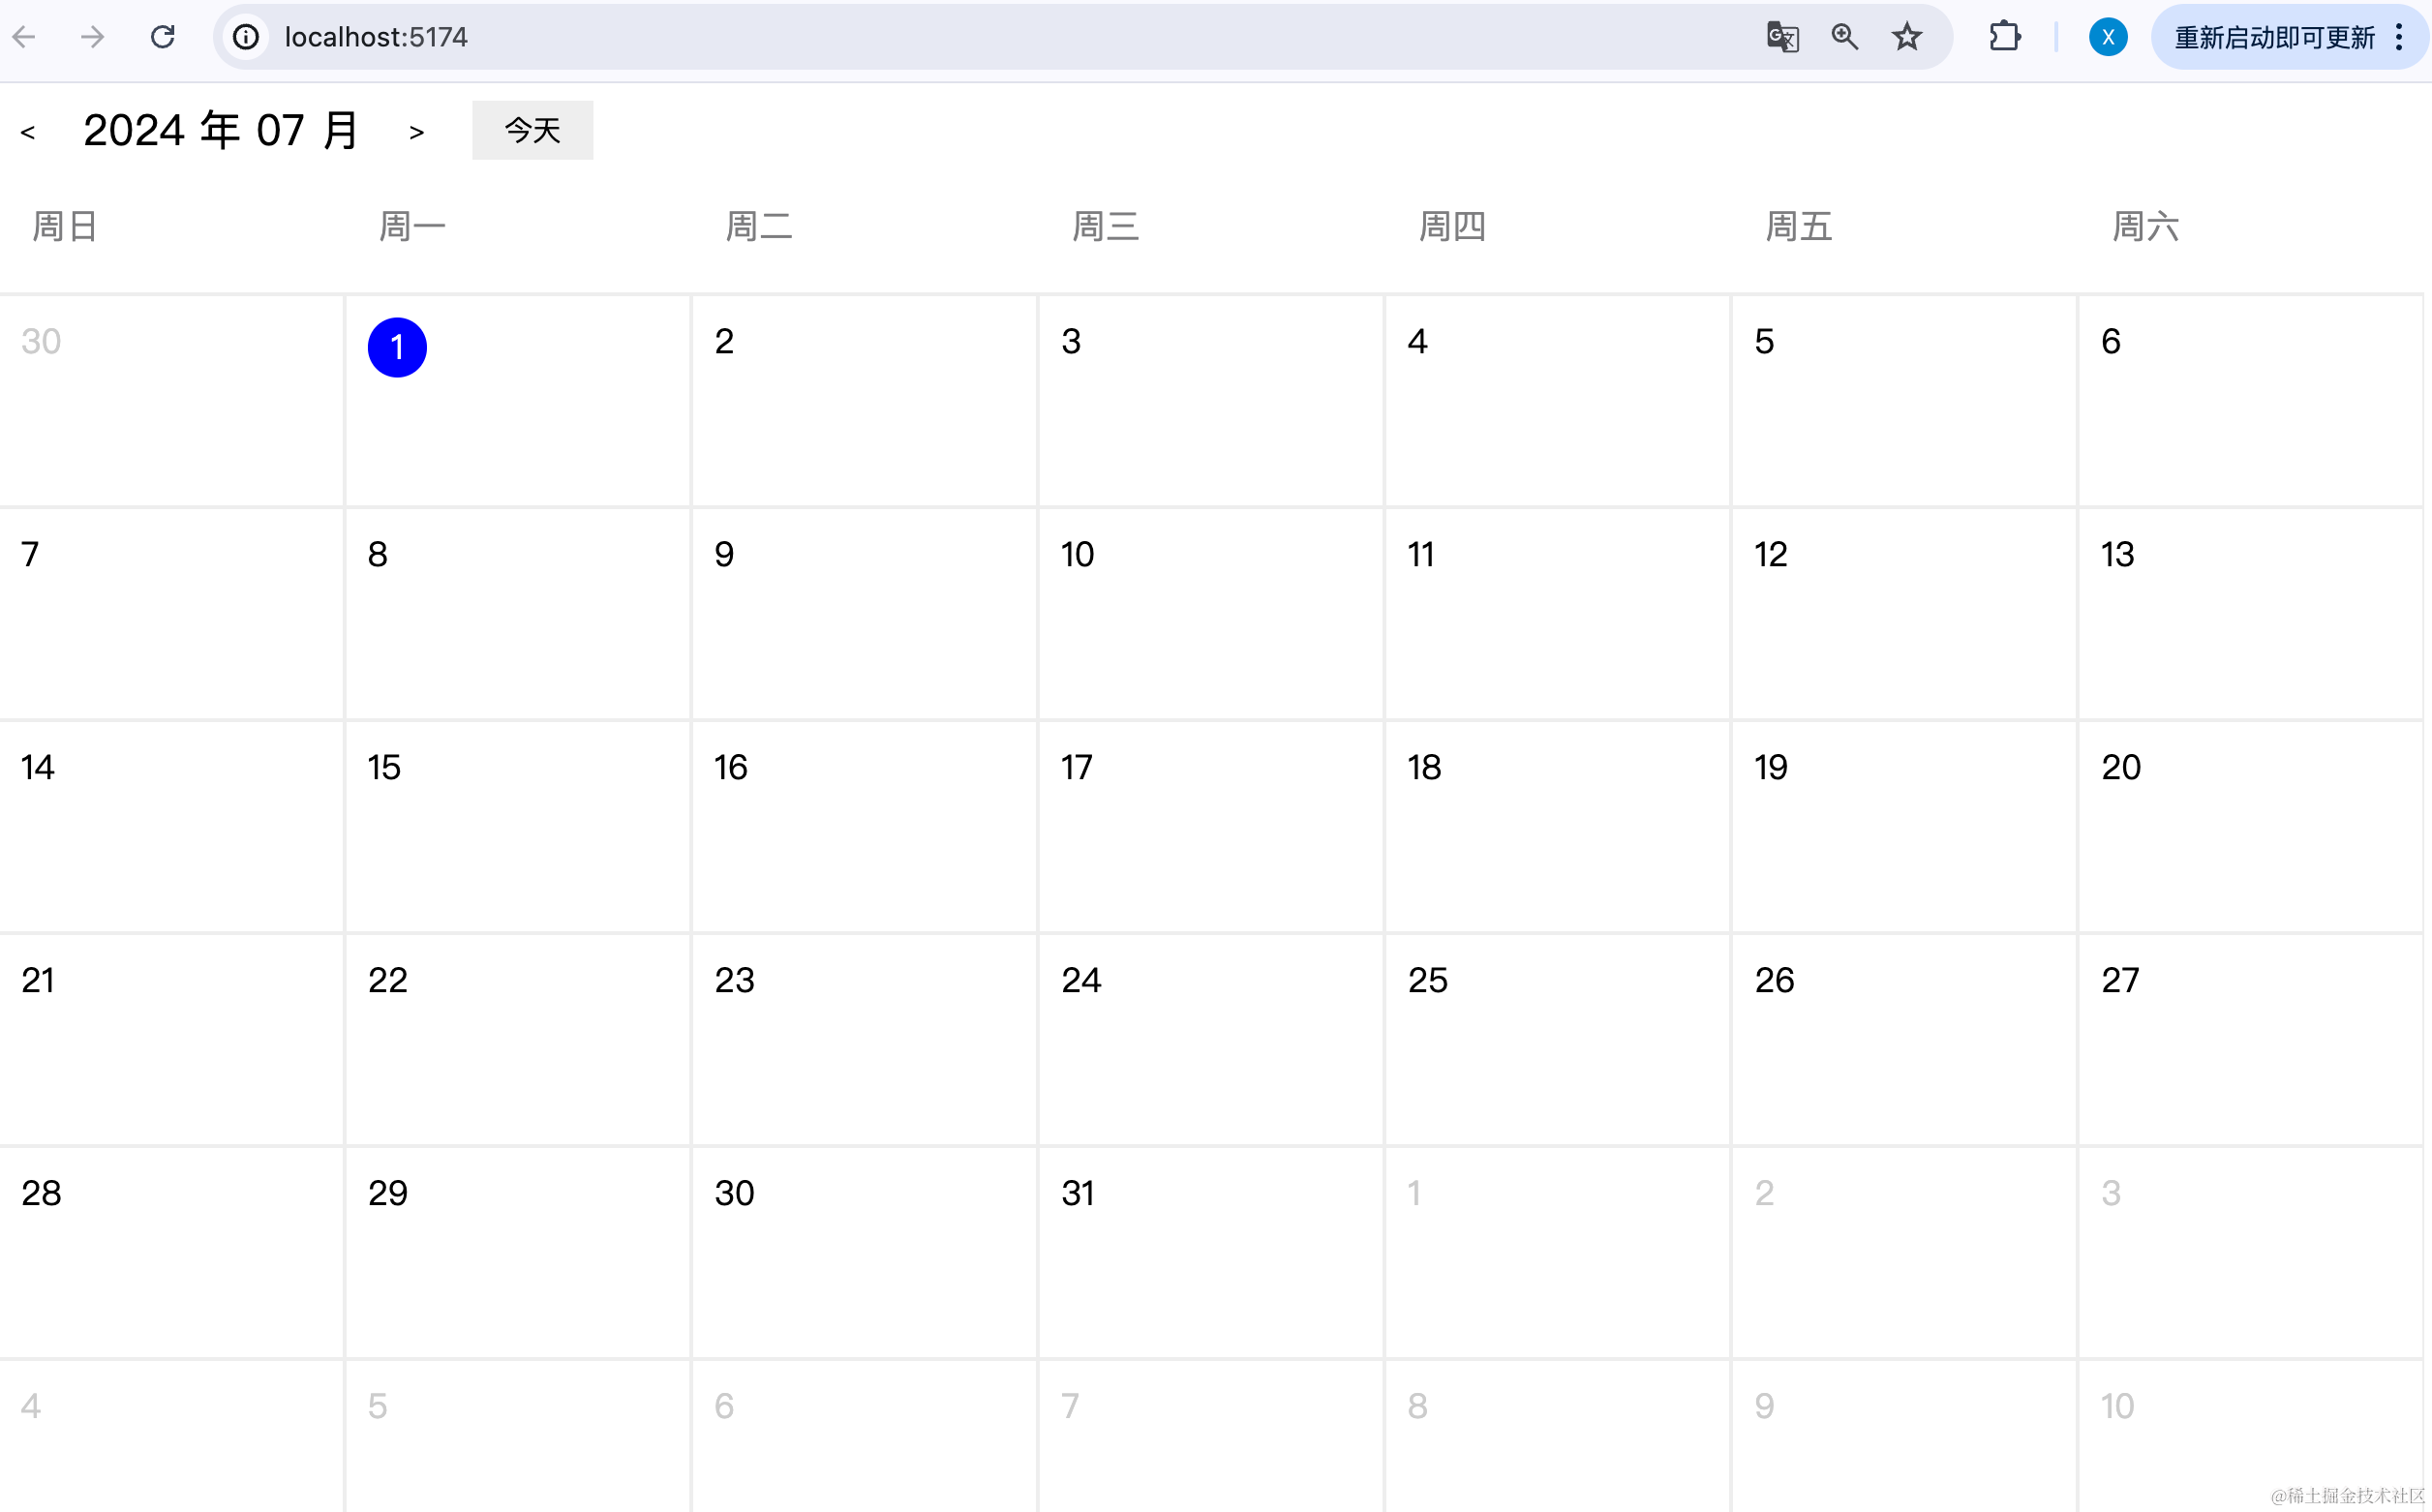 localhost:5174
X
重新启动即可更新
< 2024 年 07 月 > 今天
周日 周一 周二 周三 周四 周五 周六
30 1 2 3 4 5 6
7 8 9 10 11 12 13
14 15 16 17 18 19 20
21 22 23 24 25 26 27
28 29 30 31 1 2 3
4 5 6 7 8 9 10
@稀土掘金技术社区